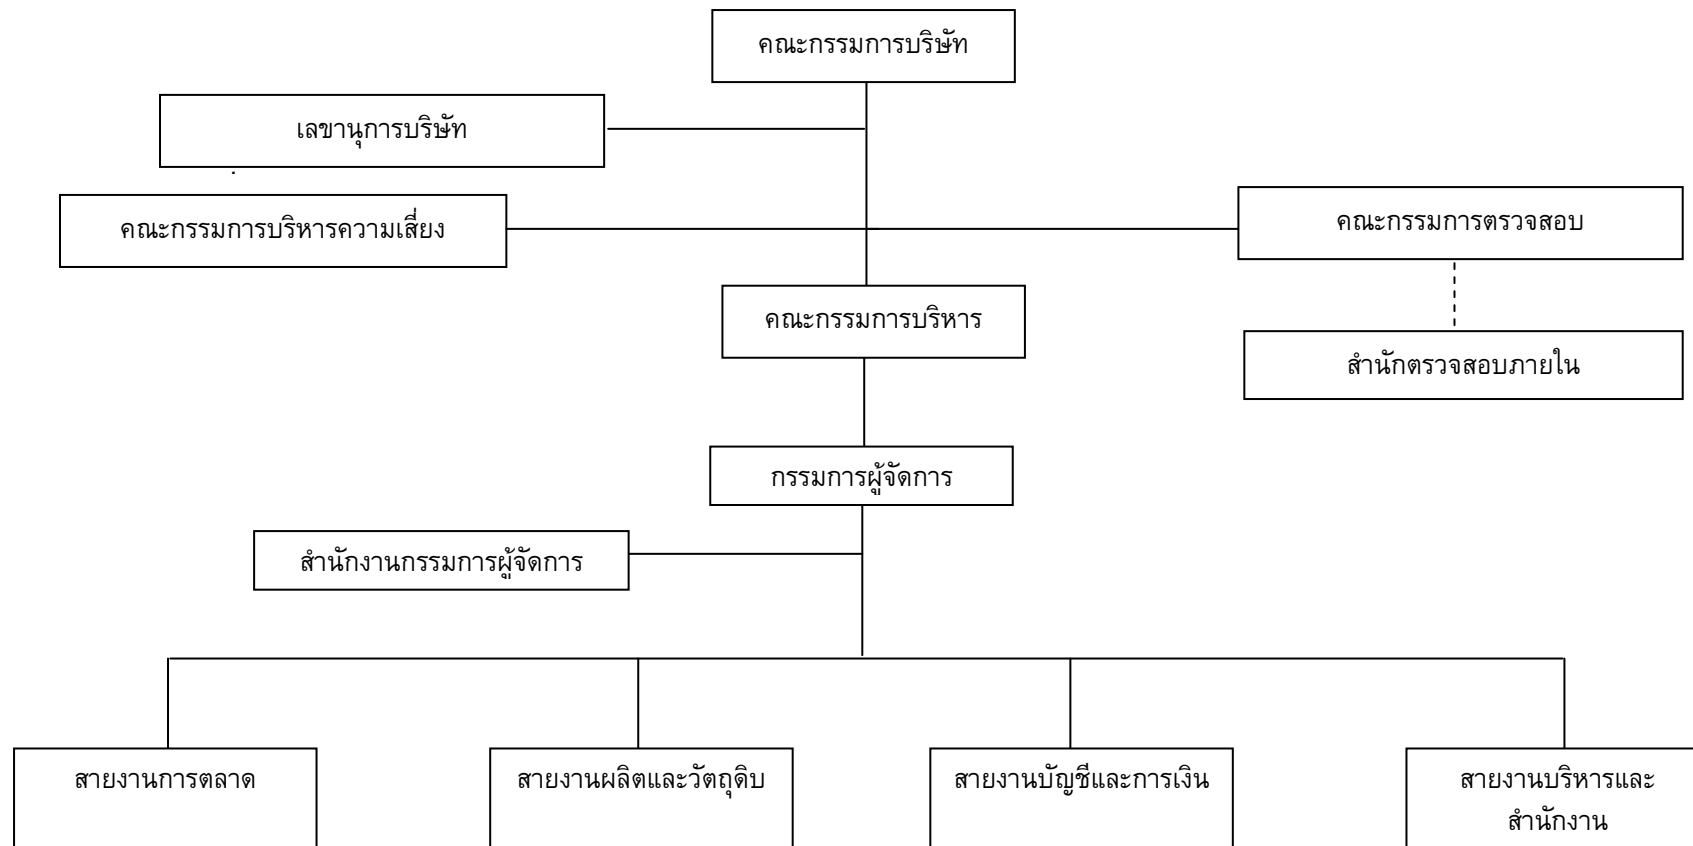 คณะกรรมการบริษัท
เลขานุการบริษัท
คณะกรรมการบริหารความเสี่ยง
คณะกรรมการตรวจสอบ
คณะกรรมการบริหาร
สำนักตรวจสอบภายใน
กรรมการผู้จัดการ
สำนักงานกรรมการผู้จัดการ
สายงานการตลาด
สายงานผลิตและวัตถุดิบ
สายงานบัญชีและการเงิน
สายงานบริหารและ
สำนักงาน